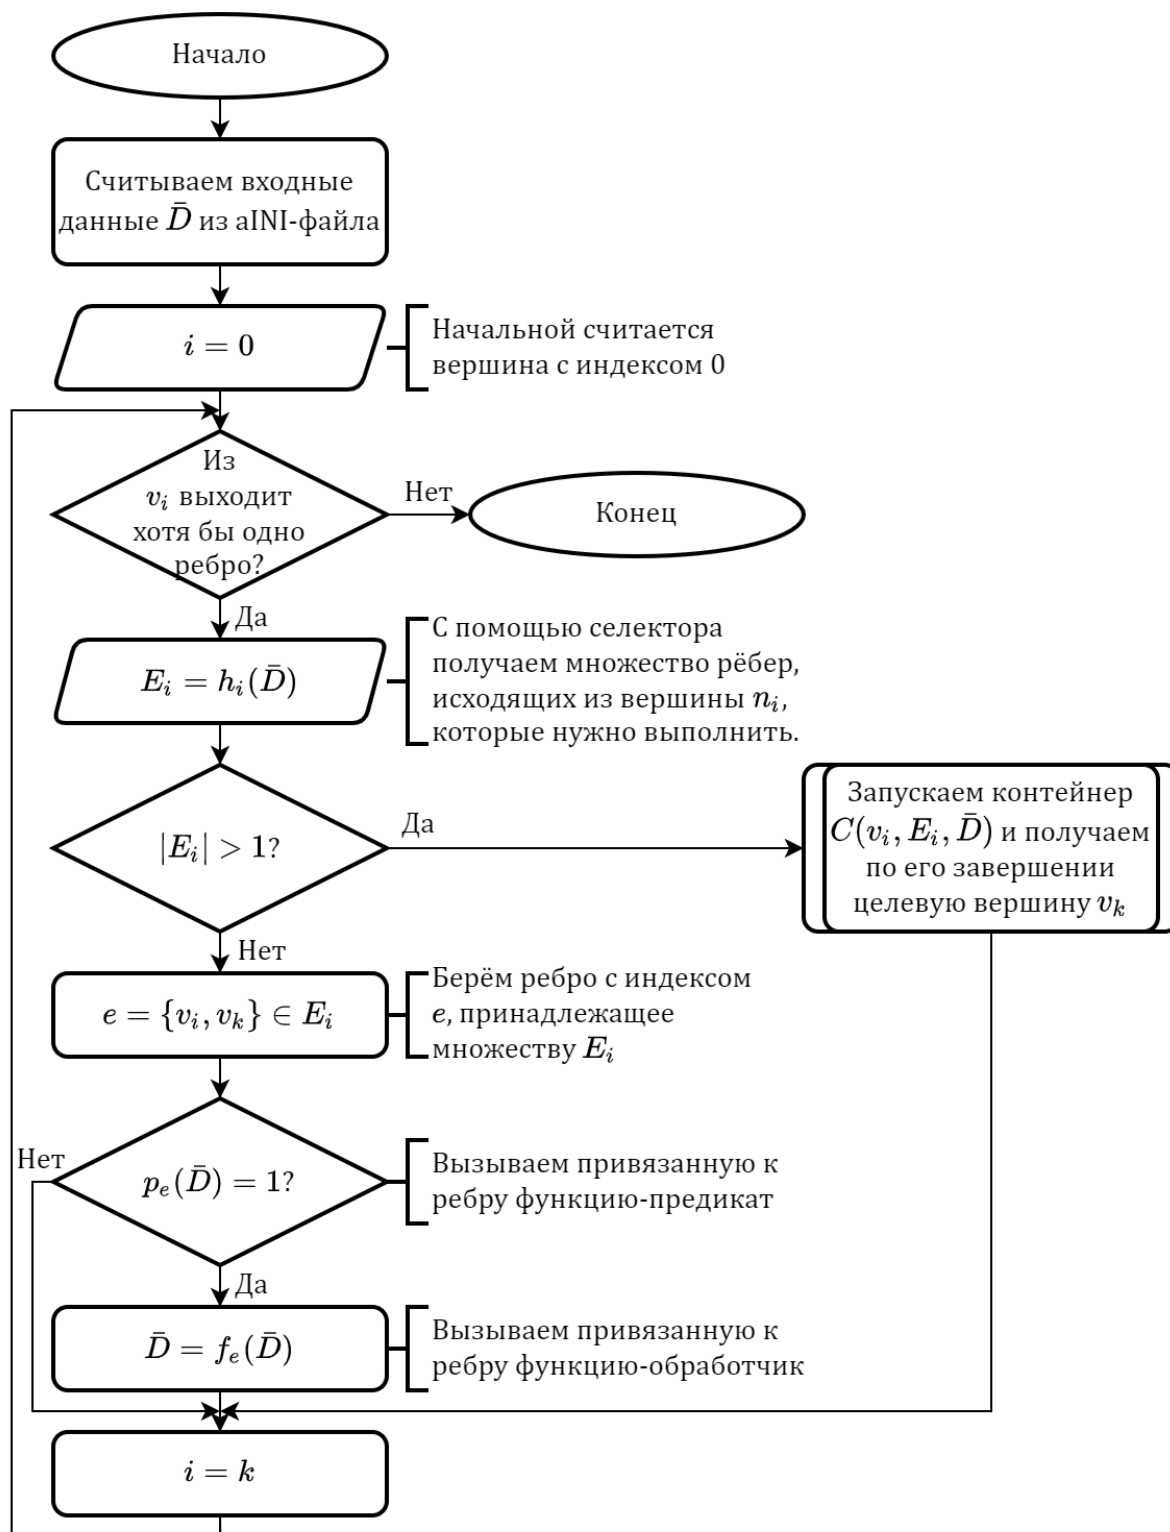 Начало
Считываем входные
данные D̄ из aINI-файла
i = 0
Начальной считается
вершина с индексом 0
Из
vᵢ выходит
хотя бы одно
ребро?
Нет
Конец
Да
Eᵢ = hᵢ(D̄)
С помощью селектора
получаем множество рёбер,
исходящих из вершины nᵢ,
которые нужно выполнить.
|Eᵢ| > 1?
Да
Запускаем контейнер
C(vᵢ, Eᵢ, D̄) и получаем
по его завершении
целевую вершину vₖ
Нет
e = {vᵢ, vₖ} ∈ Eᵢ
Берём ребро с индексом
e, принадлежащее
множеству Eᵢ
Нет
pₑ(D̄) = 1?
Вызываем привязанную к
ребру функцию-предикат
Да
D̄ = fₑ(D̄)
Вызываем привязанную к
ребру функцию-обработчик
i = k